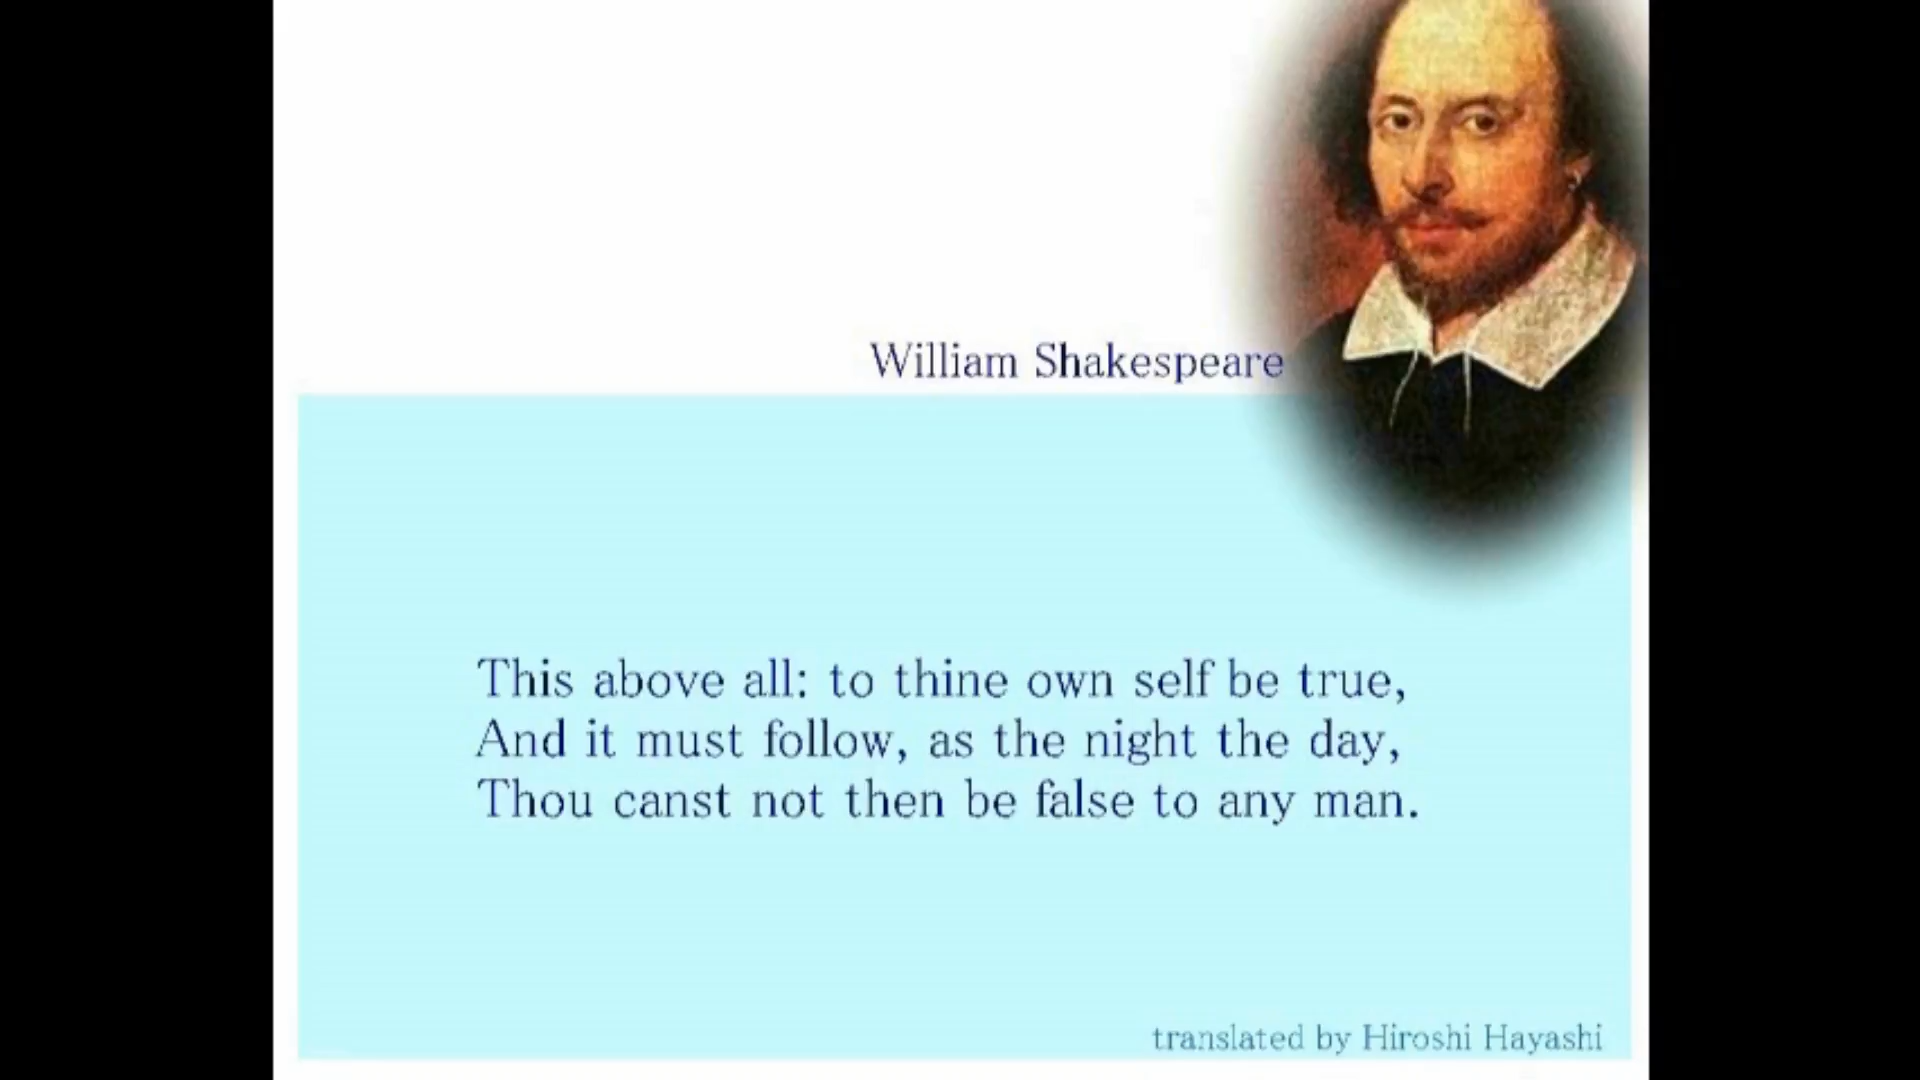 William Shakespeare
This above all: to thine own self be true,
And it must follow, as the night the day,
Thou canst not then be false to any man.
translated by Hiroshi Hayashi